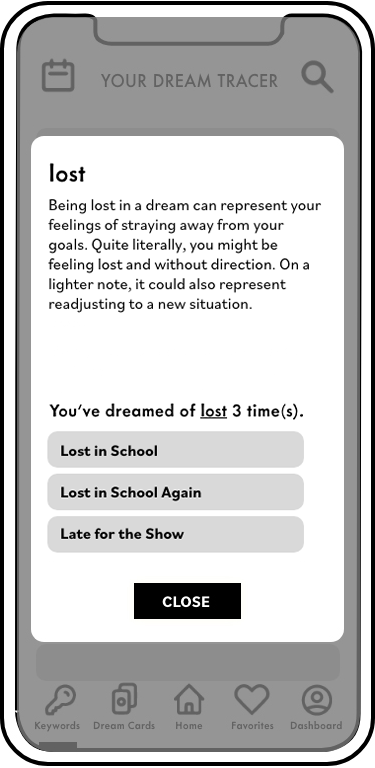 YOUR DREAM TRACER
lost
Being lost in a dream can represent your
feelings of straying away from your
goals. Quite literally, you might be
feeling lost and without direction. On a
lighter note, it could also represent
readjusting to a new situation.
You've dreamed of lost 3 time(s).
Lost in School
Lost in School Again
Late for the Show
CLOSE
Keywords Dream Cards Home Favorites Dashboard